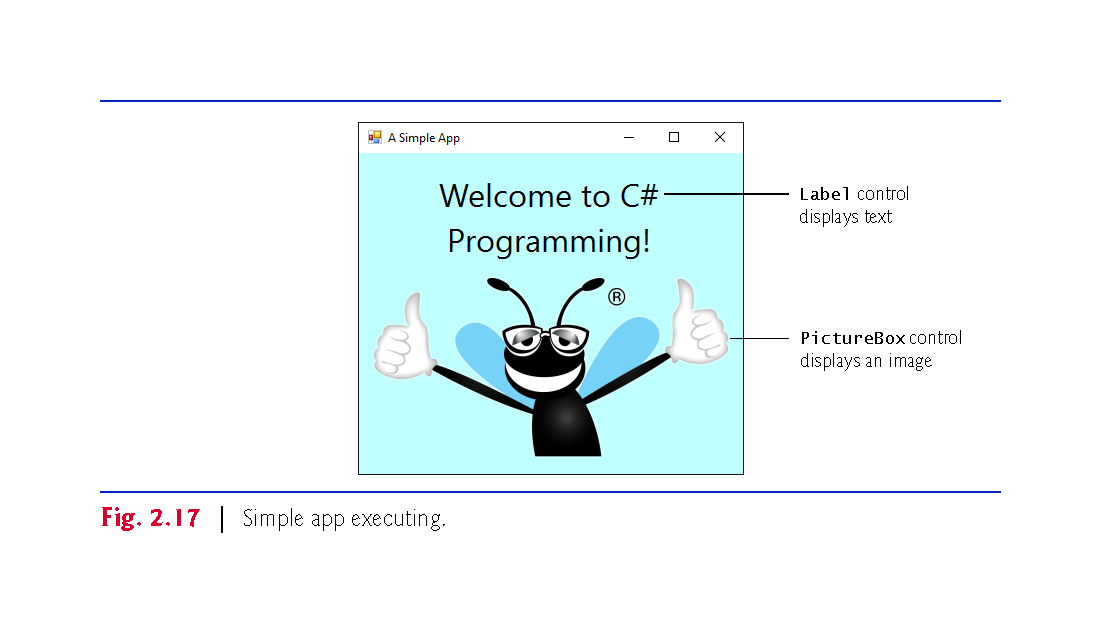 A Simple App
Welcome to C#
Programming!
®
Label control
displays text
PictureBox control
displays an image
Fig. 2.17 | Simple app executing.